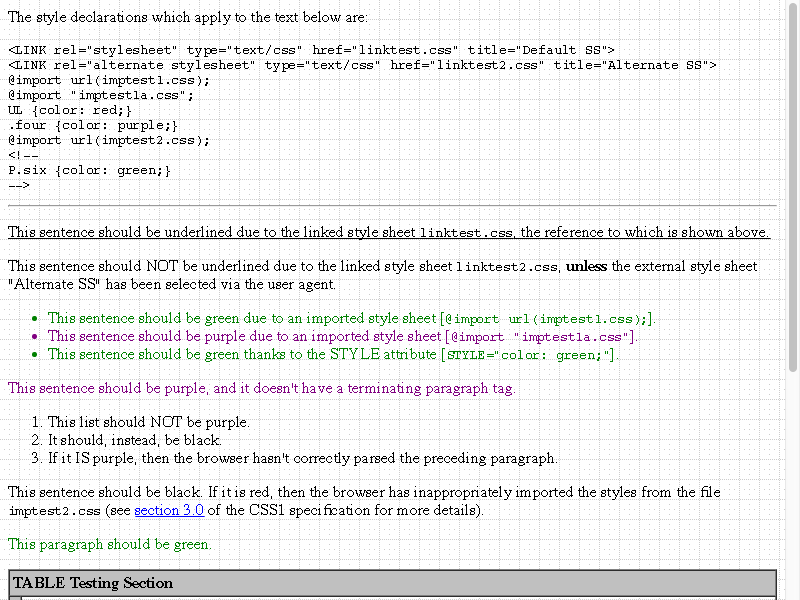 The style declarations which apply to the text below are:
<LINK rel="stylesheet" type="text/css" href="linktest.css" title="Default SS">
<LINK rel="alternate stylesheet" type="text/css" href="linktest2.css" title="Alternate SS">
@import url(imptest1.css);
@import "imptest1a.css";
UL {color: red;}
.four {color: purple;}
@import url(imptest2.css);
<!--
P.six {color: green;}
-->
This sentence should be underlined due to the linked style sheet linktest.css, the reference to which is shown above.
This sentence should NOT be underlined due to the linked style sheet linktest2.css, unless the external style sheet
"Alternate SS" has been selected via the user agent.
• This sentence should be green due to an imported style sheet [@import url(imptest1.css);].
• This sentence should be purple due to an imported style sheet [@import "imptest1a.css"].
• This sentence should be green thanks to the STYLE attribute [STYLE="color: green;"].
This sentence should be purple, and it doesn't have a terminating paragraph tag.
1. This list should NOT be purple.
2. It should, instead, be black.
3. If it IS purple, then the browser hasn't correctly parsed the preceding paragraph.
This sentence should be black. If it is red, then the browser has inappropriately imported the styles from the file
imptest2.css (see section 3.0 of the CSS1 specification for more details).
This paragraph should be green.
TABLE Testing Section